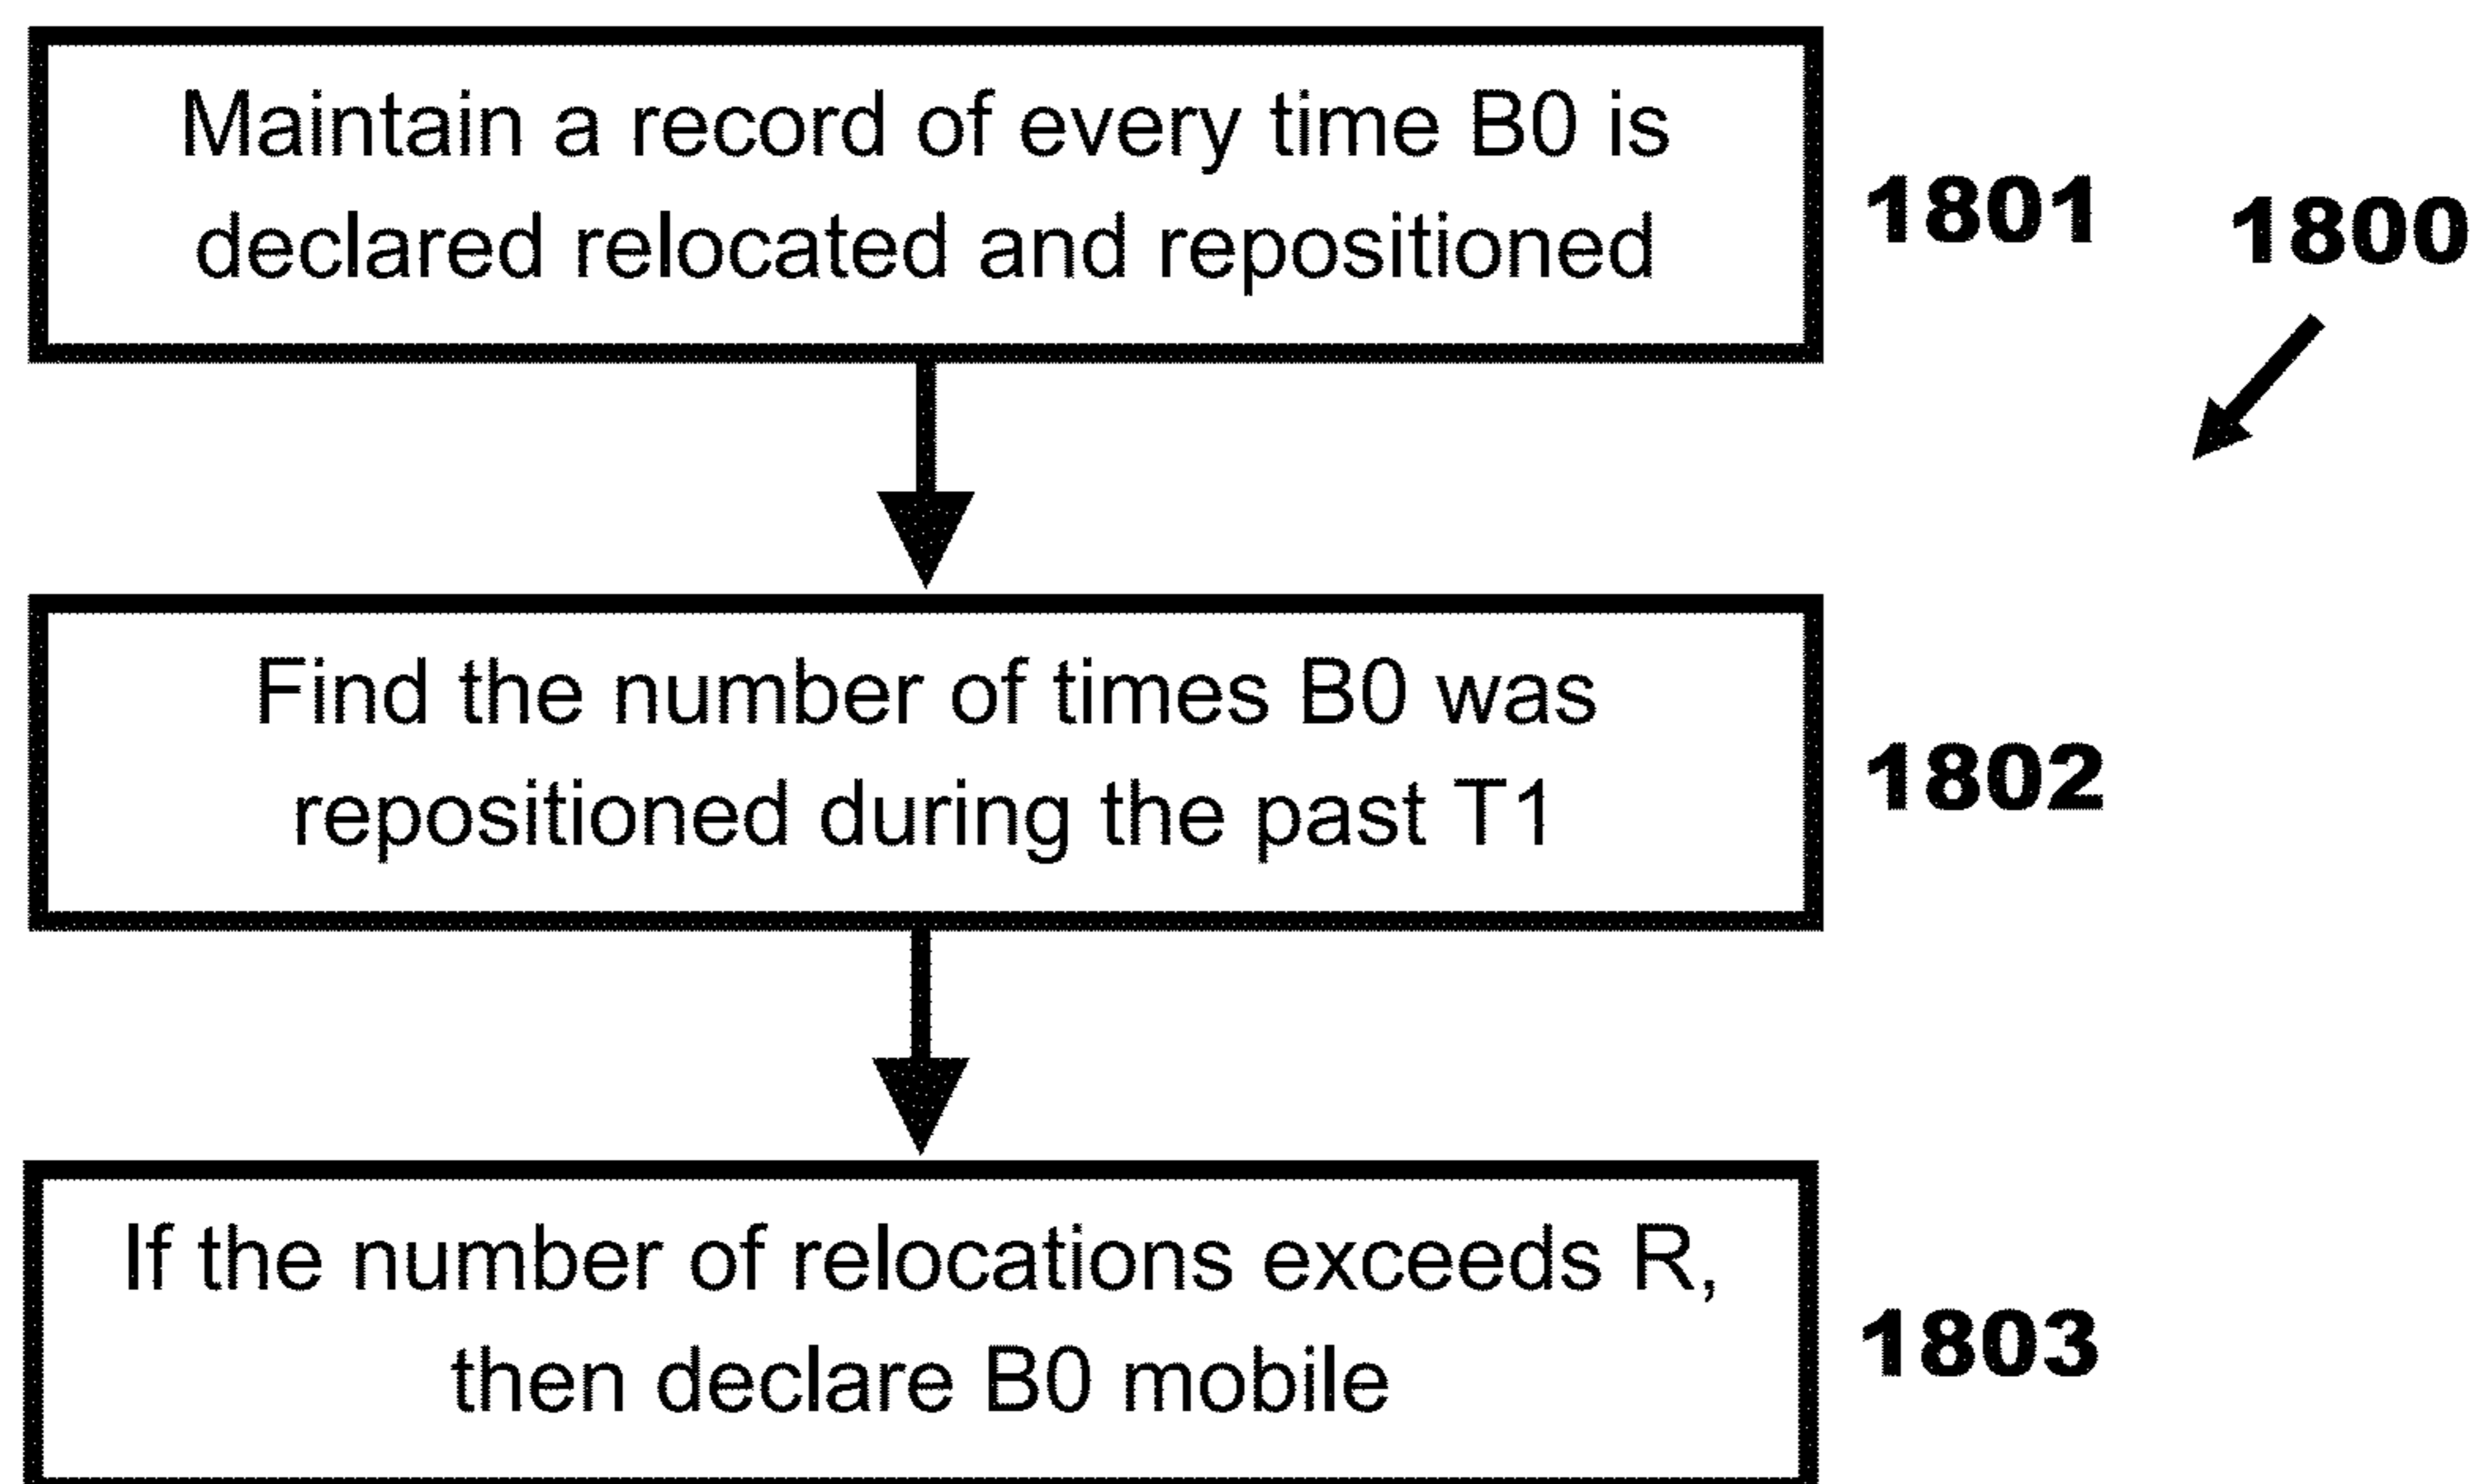 Maintain a record of every time B0 is
declared relocated and repositioned
1801
1800
Find the number of times B0 was
repositioned during the past T1
1802
If the number of relocations exceeds R,
then declare B0 mobile
1803